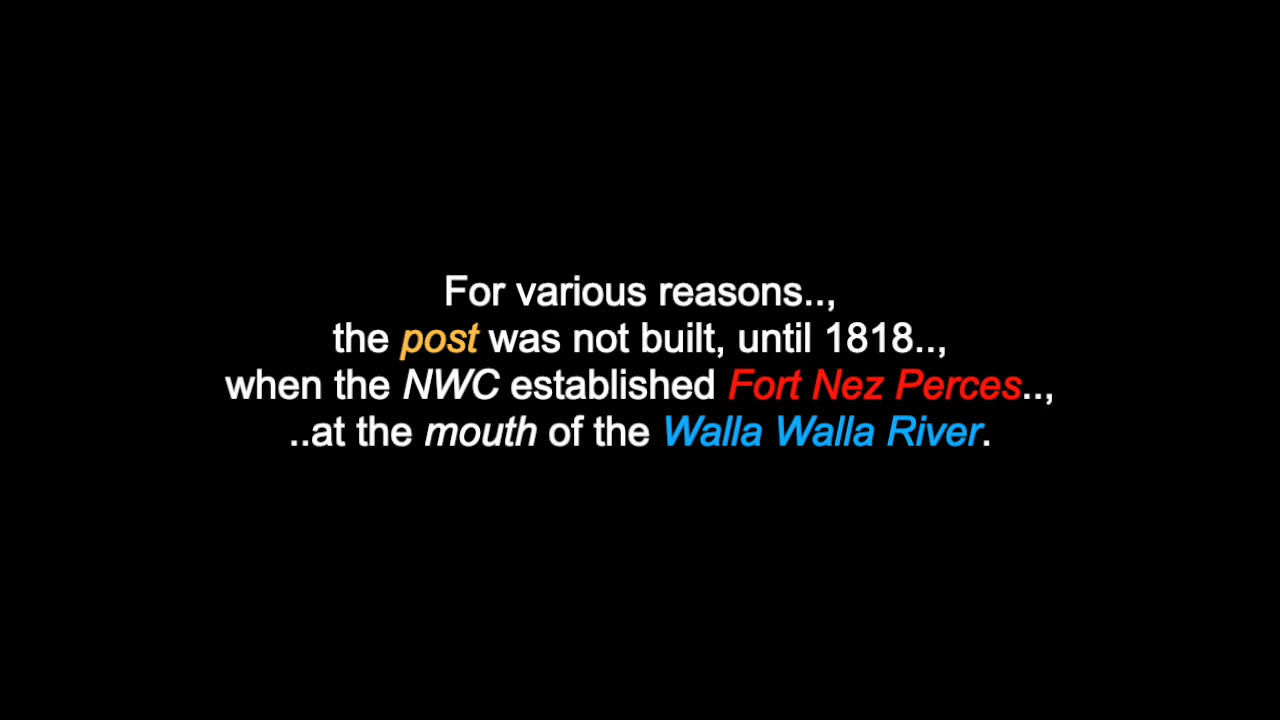 For various reasons..,
the post was not built, until 1818..,
when the NWC established Fort Nez Perces..,
..at the mouth of the Walla Walla River.